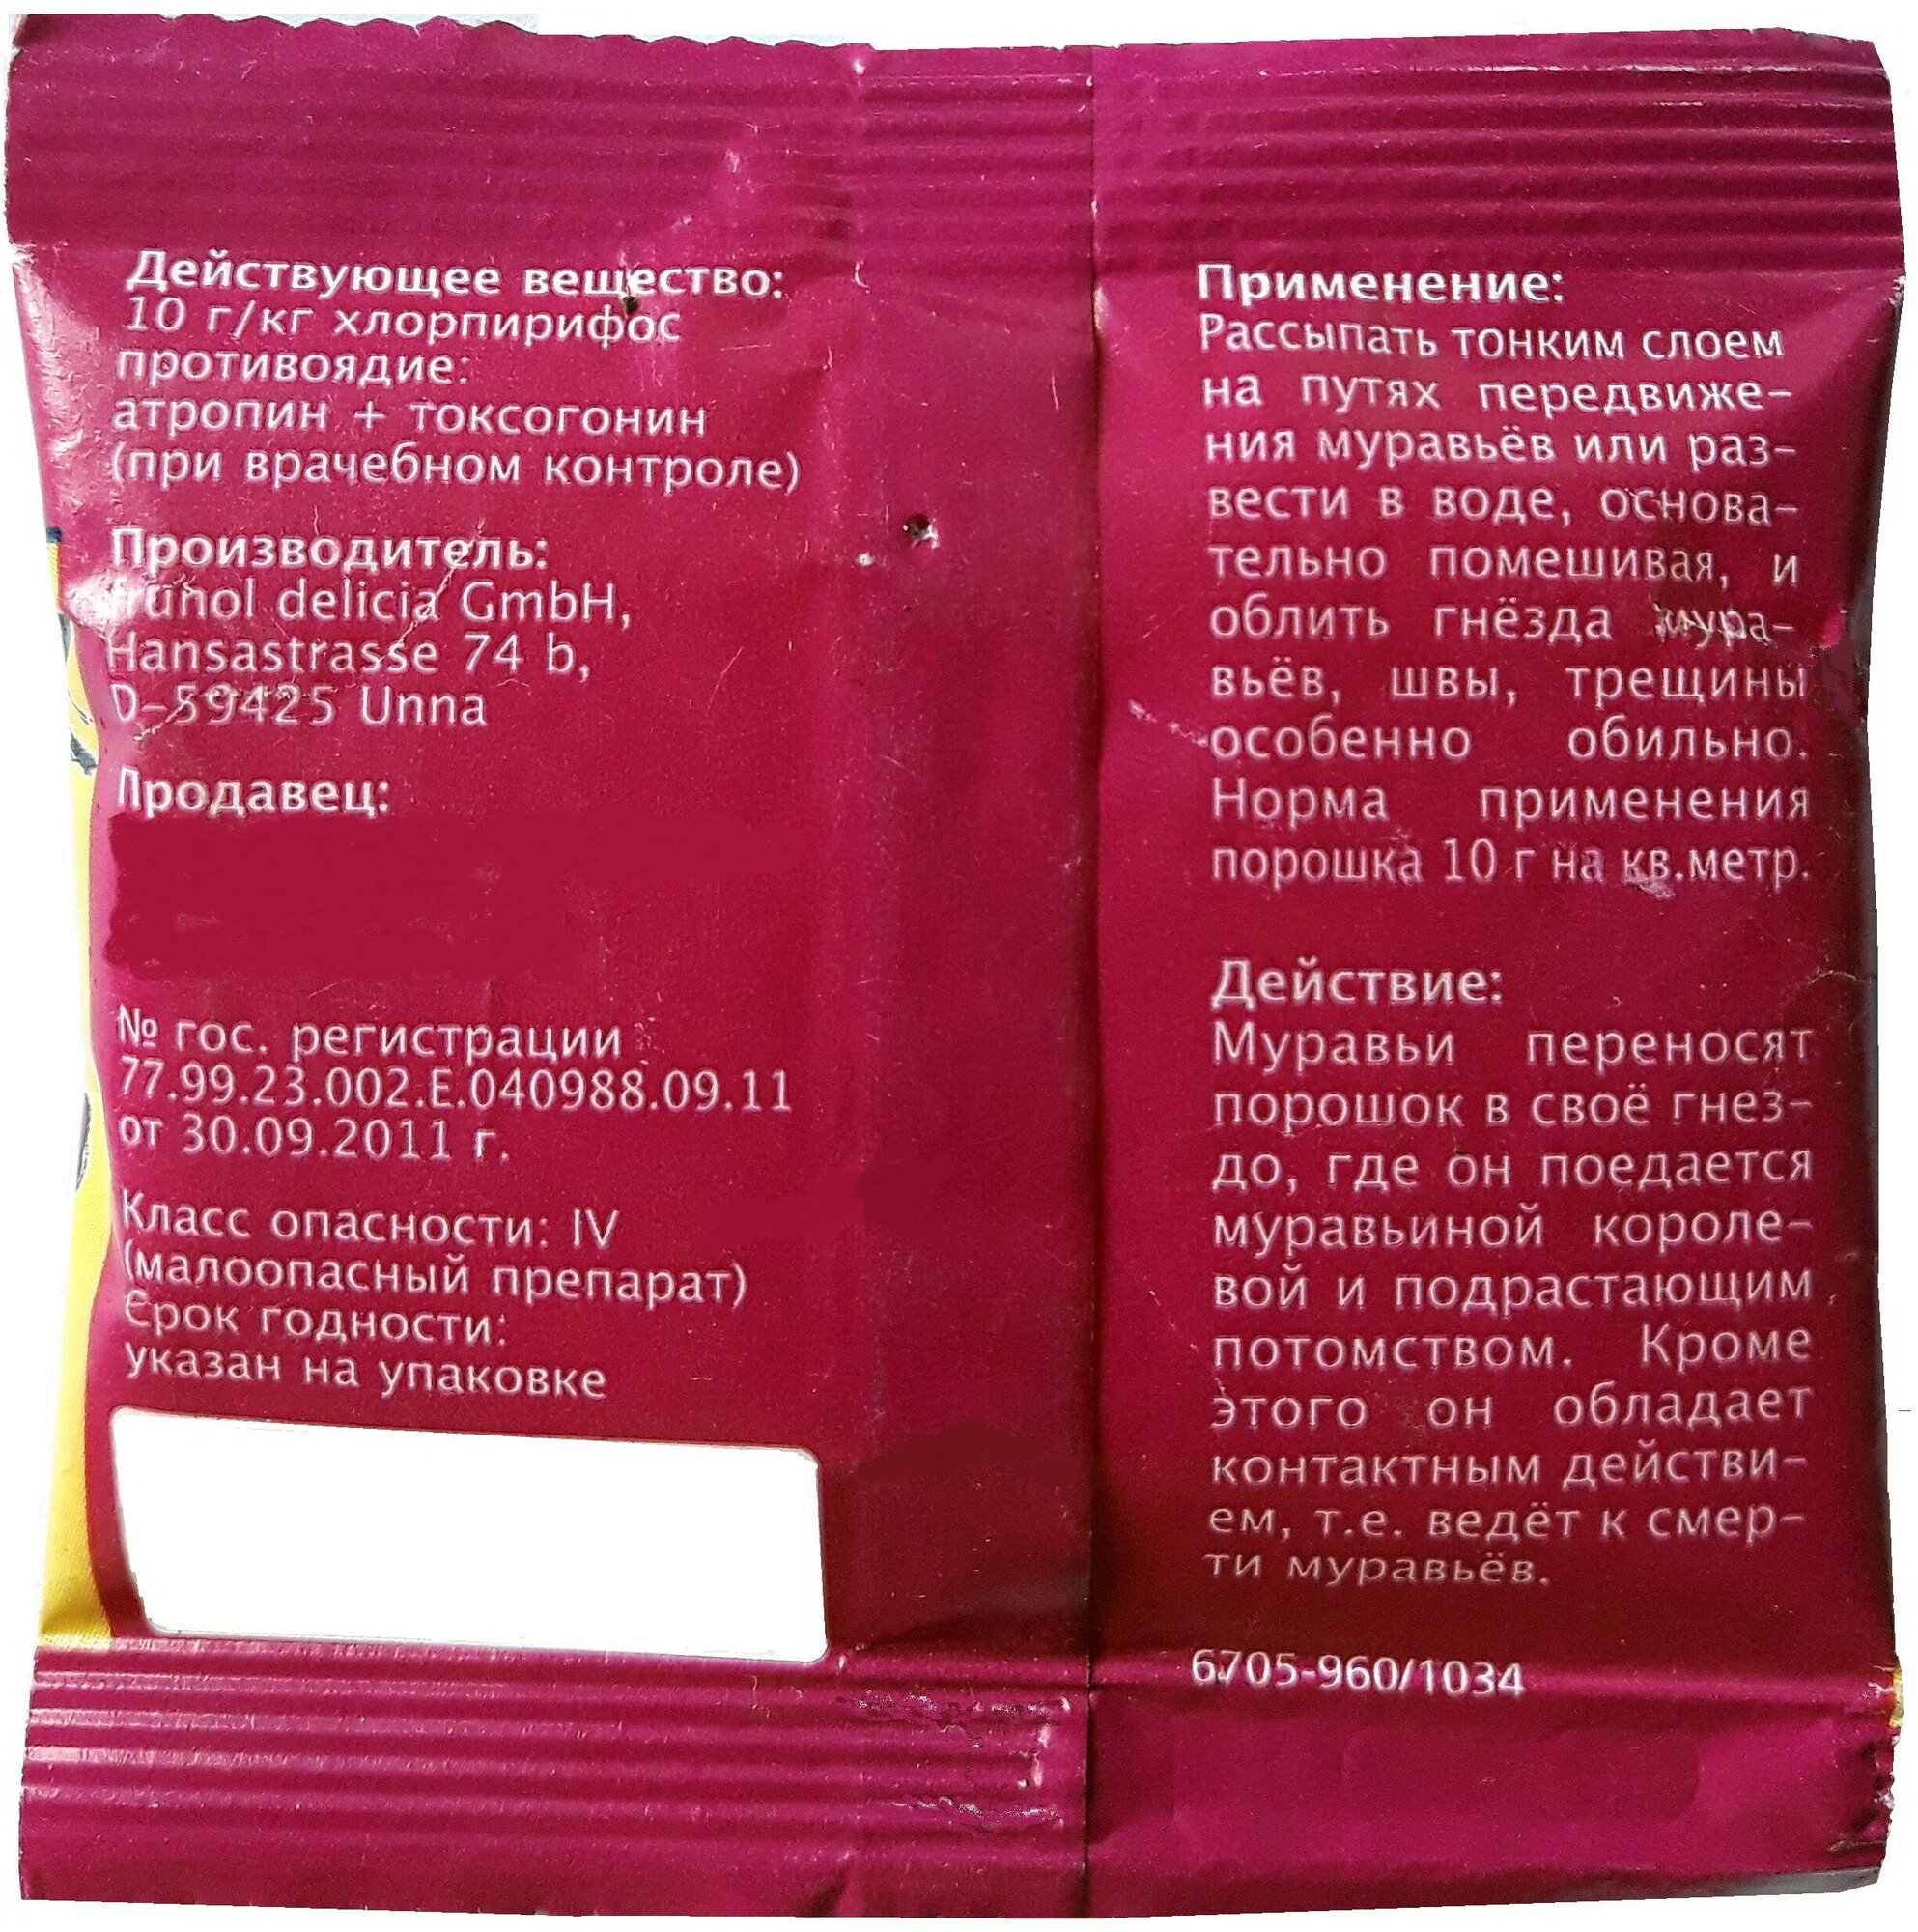 Действующее вещество:
10 г/кг хлорпирифос
противоядие:
атропин + токсогонин
(при врачебном контроле)
Производитель:
delicia GmbH,
Hansastrasse 74 b,
D-59425 Unna
Продавец:
№ гос. регистрации
77.99.23.002.Е.040988.09.11
от 30.09.2011 г.
Класс опасности: IV
(малоопасный препарат)
Срок годности:
указан на упаковке
Применение:
Рассыпать тонким слоем
на путях передвиже-
ния муравьёв или раз-
вести в воде, основа-
тельно помешивая, и
облить гнёзда мура-
вьёв, швы, трещины
особенно обильно.
Норма применения
порошка 10 г на кв.метр.
Действие:
Муравьи переносят
порошок в своё гнез-
до, где он поедается
муравьиной короле-
вой и подрастающим
потомством. Кроме
этого он обладает
контактным действи-
ем, т.е. ведёт к смер-
ти муравьёв.
6705-960/1034